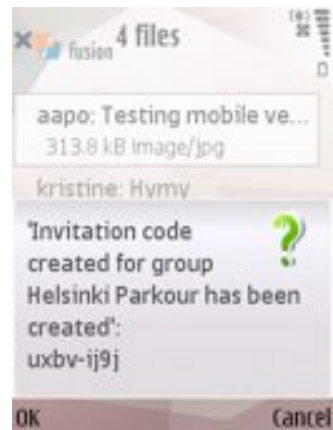 fusion 4 files
aapo: Testing mobile ve...
313.8 kB image/jpg
kristine: Hymy
'Invitation code
created for group
Helsinki Parkour has been
created':
uxbv-ij9j
OK Cancel